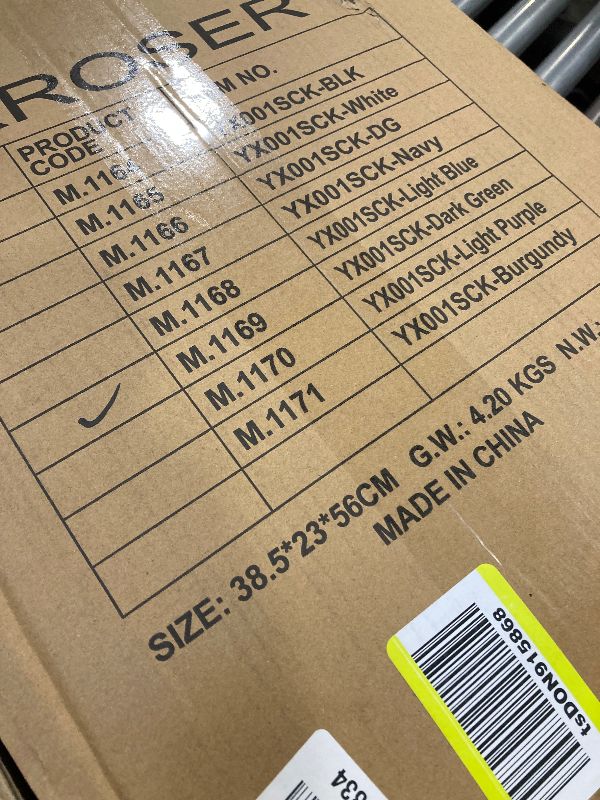 ROSER
PRODUCT CODE
M NO.
M.1164 YX001SCK-BLK
M.1165 YX001SCK-White
M.1166 YX001SCK-DG
M.1167 YX001SCK-Navy
M.1168 YX001SCK-Light Blue
M.1169 YX001SCK-Dark Green
M.1170 YX001SCK-Light Purple
M.1171 YX001SCK-Burgundy
SIZE: 38.5*23*56CM G.W.: 4.20 KGS N.W.:
MADE IN CHINA
tsDON915868
834